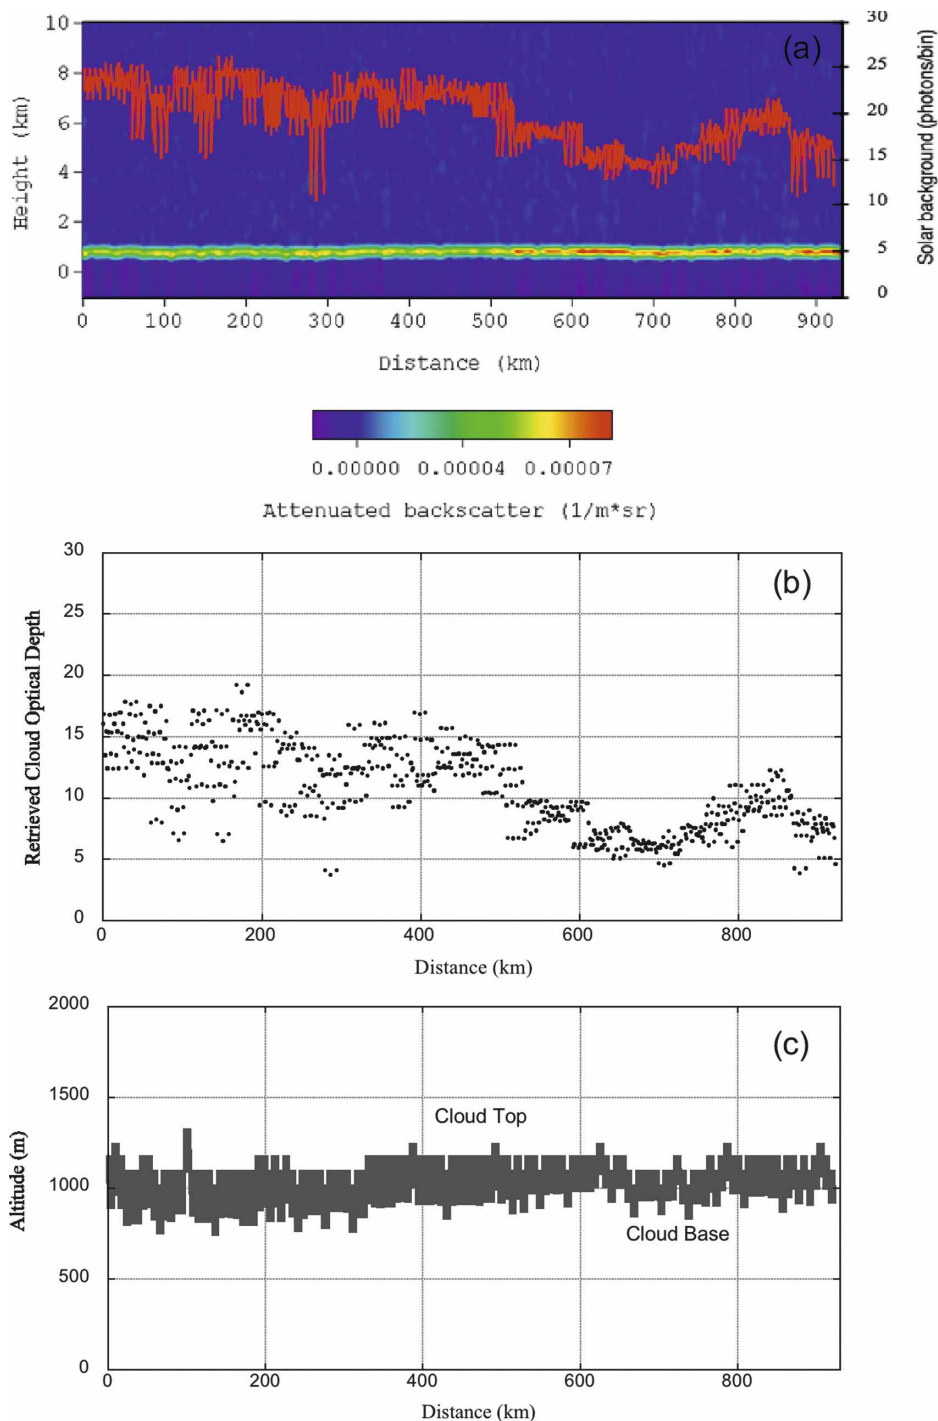 (a)
10
8
6
4
2
0
Height (km)
30
25
20
15
10
5
0
Solar background (photons/bin)
0 100 200 300 400 500 600 700 800 900
Distance (km)
0.00000 0.00004 0.00007
Attenuated backscatter (1/m*sr)
(b)
30
25
20
15
10
5
0
Retrieved Cloud Optical Depth
0 200 400 600 800
Distance (km)
(c)
2000
1500
1000
500
0
Altitude (m)
Cloud Top
Cloud Base
0 200 400 600 800
Distance (km)